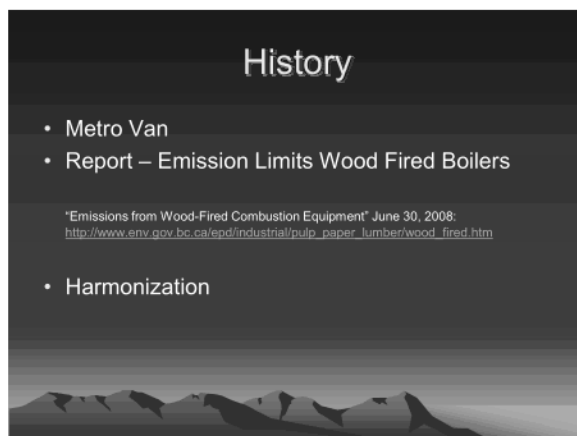 History
• Metro Van
• Report – Emission Limits Wood Fired Boilers
“Emissions from Wood-Fired Combustion Equipment” June 30, 2008:
http://www.env.gov.bc.ca/epd/industrial/pulp_paper_lumber/wood_fired.htm
• Harmonization